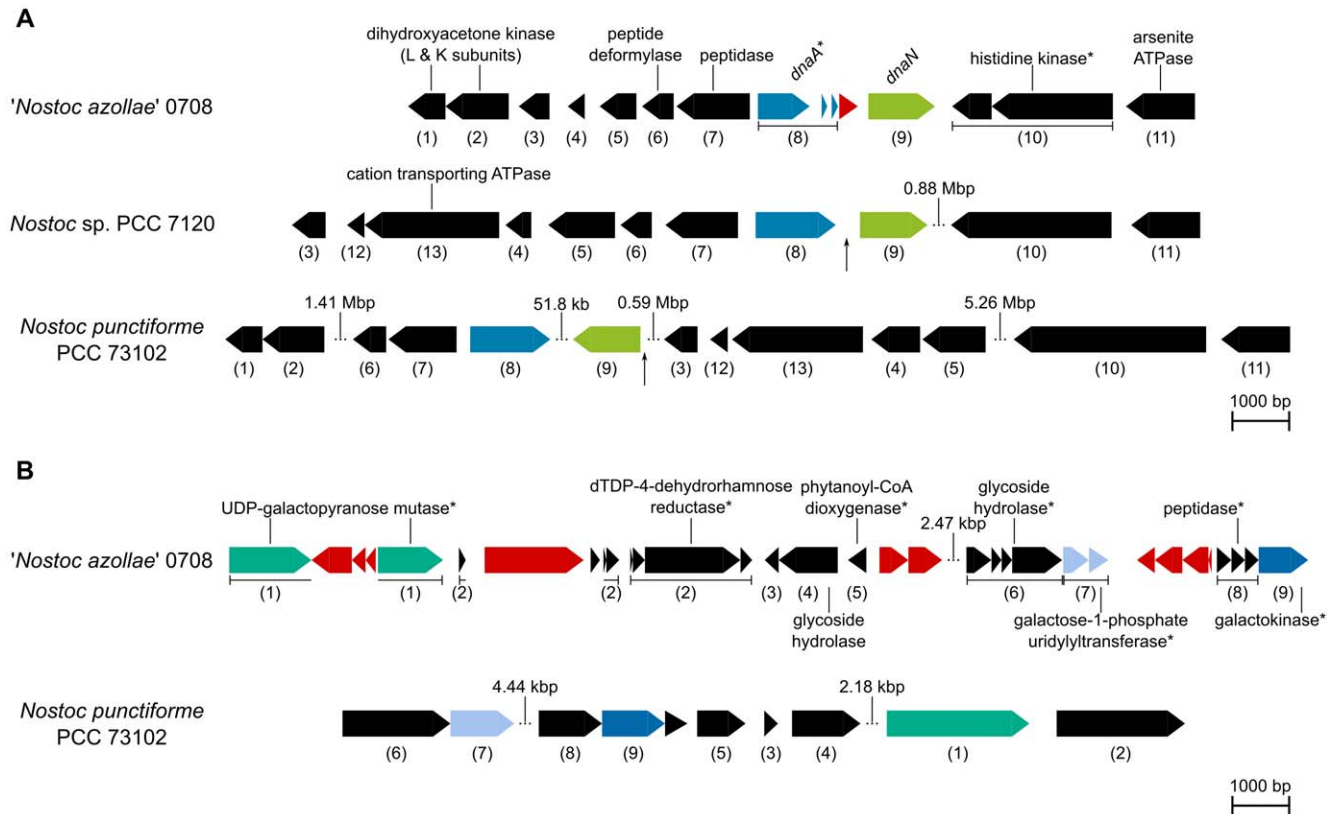 A
dihydroxyacetone kinase
(L & K subunits)
peptide
deformylase
peptidase
dnaA*
dnaN
histidine kinase*
arsenite
ATPase
'Nostoc azollae' 0708
(1) (2) (3) (4) (5) (6) (7) (8) (9) (10) (11)
cation transporting ATPase
0.88 Mbp
Nostoc sp. PCC 7120
(3) (12) (13) (4) (5) (6) (7) (8) (9) (10) (11)
1.41 Mbp 51.8 kb 0.59 Mbp 5.26 Mbp
Nostoc punctiforme
PCC 73102
(1) (2) (6) (7) (8) (9) (3) (12) (13) (4) (5) (10) (11)
1000 bp
B
UDP-galactopyranose mutase*
dTDP-4-dehydrorhamnose
reductase*
phytanoyl-CoA
dioxygenase*
2.47 kbp
glycoside
hydrolase*
peptidase*
'Nostoc azollae' 0708
(1) (1) (2) (2) (2) (3) (4) (5) (6) (7) (8) (9)
glycoside
hydrolase
galactose-1-phosphate
uridylyltransferase*
galactokinase*
4.44 kbp 2.18 kbp
Nostoc punctiforme
PCC 73102
(6) (7) (8) (9) (5) (3) (4) (1) (2)
1000 bp